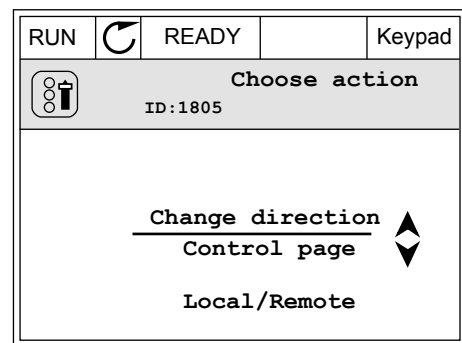 RUN READY Keypad
Choose action
ID:1805
Change direction
Control page
Local/Remote